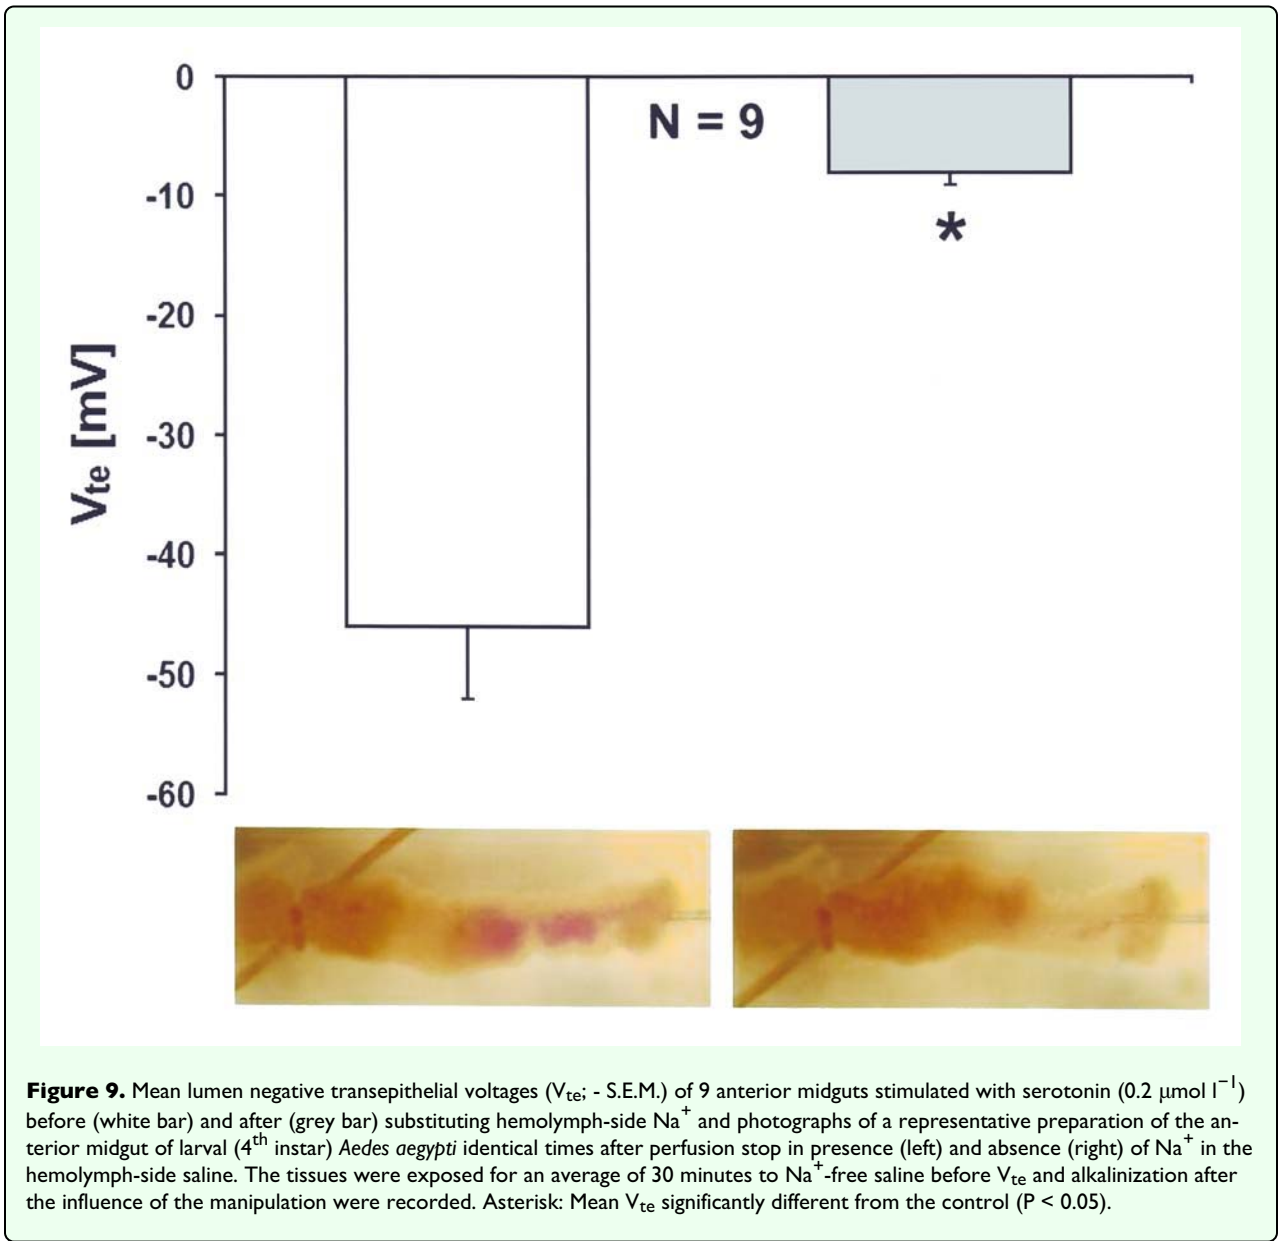 0
N = 9
-10
*
-20
-30
-40
-50
-60
Vte [mV]
Figure 9. Mean lumen negative transepithelial voltages (Vte; - S.E.M.) of 9 anterior midguts stimulated with serotonin (0.2 μmol l⁻¹)
before (white bar) and after (grey bar) substituting hemolymph-side Na⁺ and photographs of a representative preparation of the an-
terior midgut of larval (4th instar) Aedes aegypti identical times after perfusion stop in presence (left) and absence (right) of Na⁺ in the
hemolymph-side saline. The tissues were exposed for an average of 30 minutes to Na⁺-free saline before Vte and alkalinization after
the influence of the manipulation were recorded. Asterisk: Mean Vte significantly different from the control (P < 0.05).